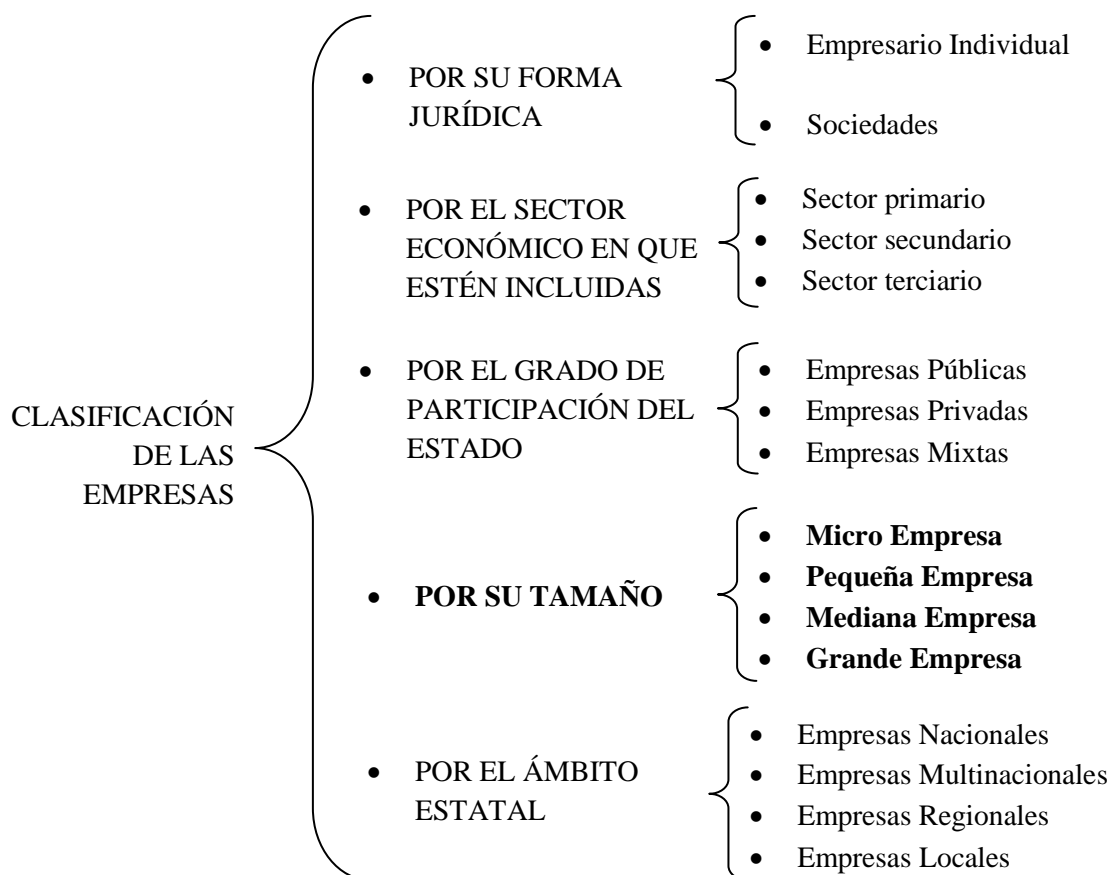 CLASIFICACIÓN
DE LAS
EMPRESAS
• POR SU FORMA
JURÍDICA
• Empresario Individual
• Sociedades
• POR EL SECTOR
ECONÓMICO EN QUE
ESTÉN INCLUIDAS
• Sector primario
• Sector secundario
• Sector terciario
• POR EL GRADO DE
PARTICIPACIÓN DEL
ESTADO
• Empresas Públicas
• Empresas Privadas
• Empresas Mixtas
• POR SU TAMAÑO
• Micro Empresa
• Pequeña Empresa
• Mediana Empresa
• Grande Empresa
• POR EL ÁMBITO
ESTATAL
• Empresas Nacionales
• Empresas Multinacionales
• Empresas Regionales
• Empresas Locales